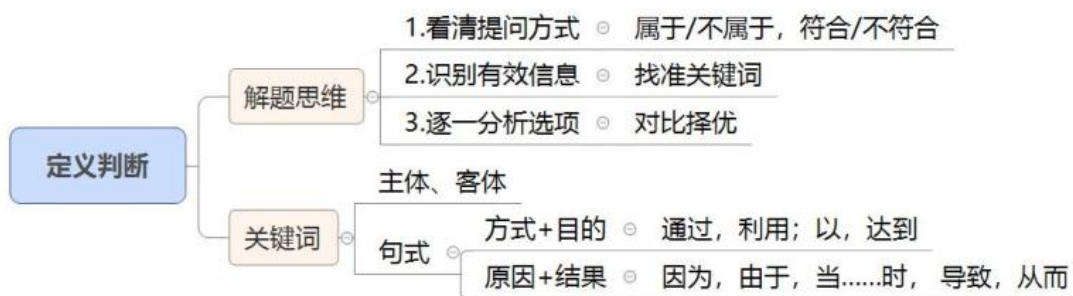 定义判断
解题思维
1.看清提问方式 属于/不属于，符合/不符合
2.识别有效信息 找准关键词
3.逐一分析选项 对比择优
关键词
主体、客体
句式
方式+目的 通过，利用；以，达到
原因+结果 因为，由于，当……时， 导致，从而